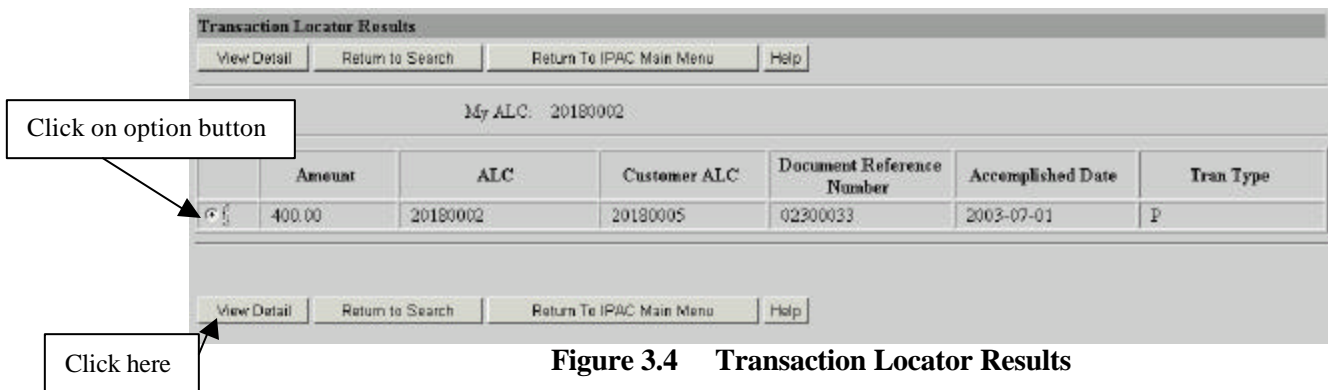 Transaction Locator Results
View Detail Return to Search Return To IPAC Main Menu Help
My ALC: 20180002
Click on option button
Amount ALC Customer ALC Document Reference Number Accomplished Date Tran Type
400.00 20180002 20180005 02300033 2003-07-01 P
View Detail Return to Search Return To IPAC Main Menu Help
Click here
Figure 3.4 Transaction Locator Results